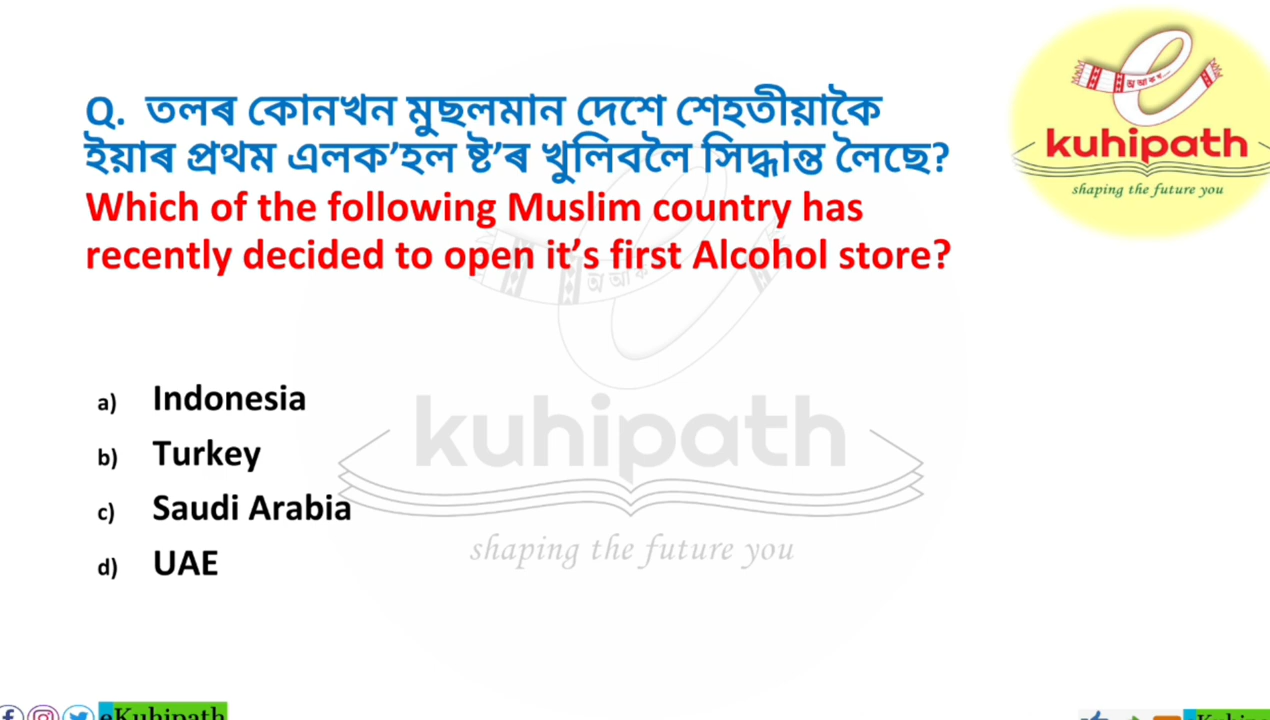 Q. তলৰ কোনখন মুছলমান দেশে শেহতীয়াকৈ
ইয়াৰ প্ৰথম এলক’হল ষ্ট’ৰ খুলিবলৈ সিদ্ধান্ত লৈছে?
Which of the following Muslim country has
recently decided to open it’s first Alcohol store?
a) Indonesia
b) Turkey
c) Saudi Arabia
d) UAE
অ আ ক খ...
kuhipath
shaping the future you
অ আ ক
kuhipath
shaping the future you
eKuhipath